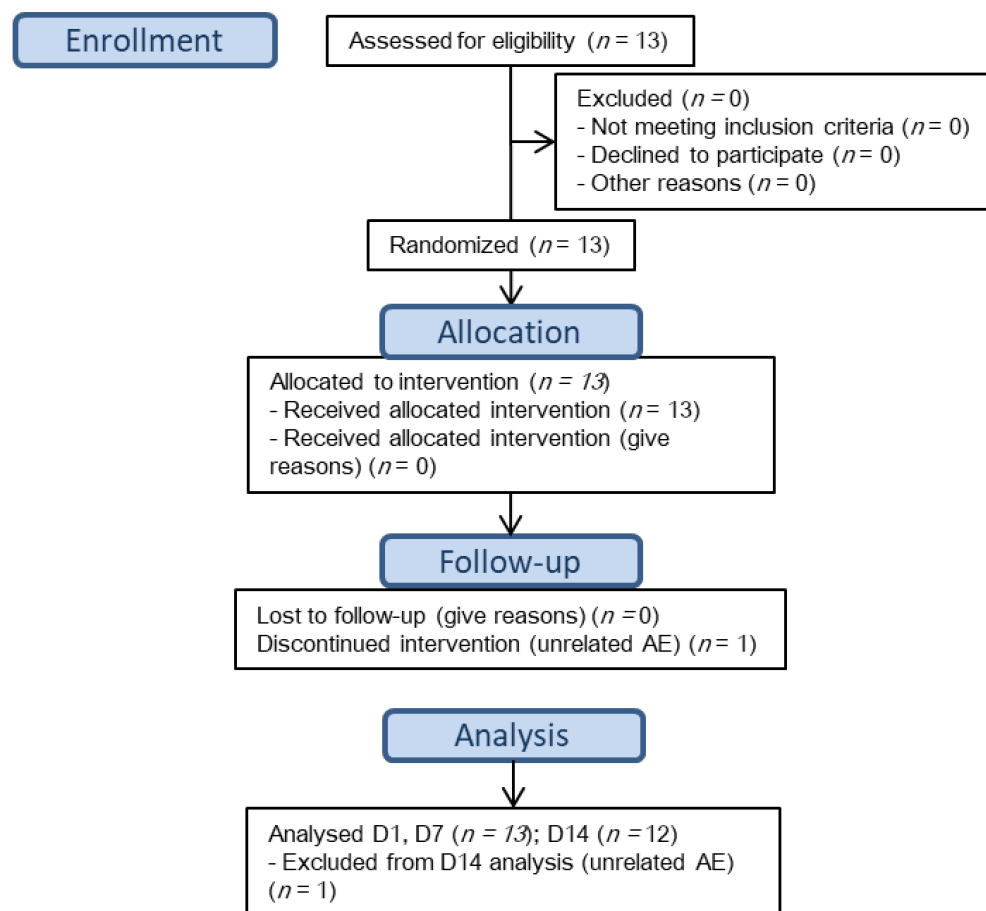 Enrollment
Assessed for eligibility (n = 13)
Excluded (n = 0)
- Not meeting inclusion criteria (n = 0)
- Declined to participate (n = 0)
- Other reasons (n = 0)
Randomized (n = 13)
Allocation
Allocated to intervention (n = 13)
- Received allocated intervention (n = 13)
- Received allocated intervention (give
reasons) (n = 0)
Follow-up
Lost to follow-up (give reasons) (n = 0)
Discontinued intervention (unrelated AE) (n = 1)
Analysis
Analysed D1, D7 (n = 13); D14 (n = 12)
- Excluded from D14 analysis (unrelated AE)
(n = 1)